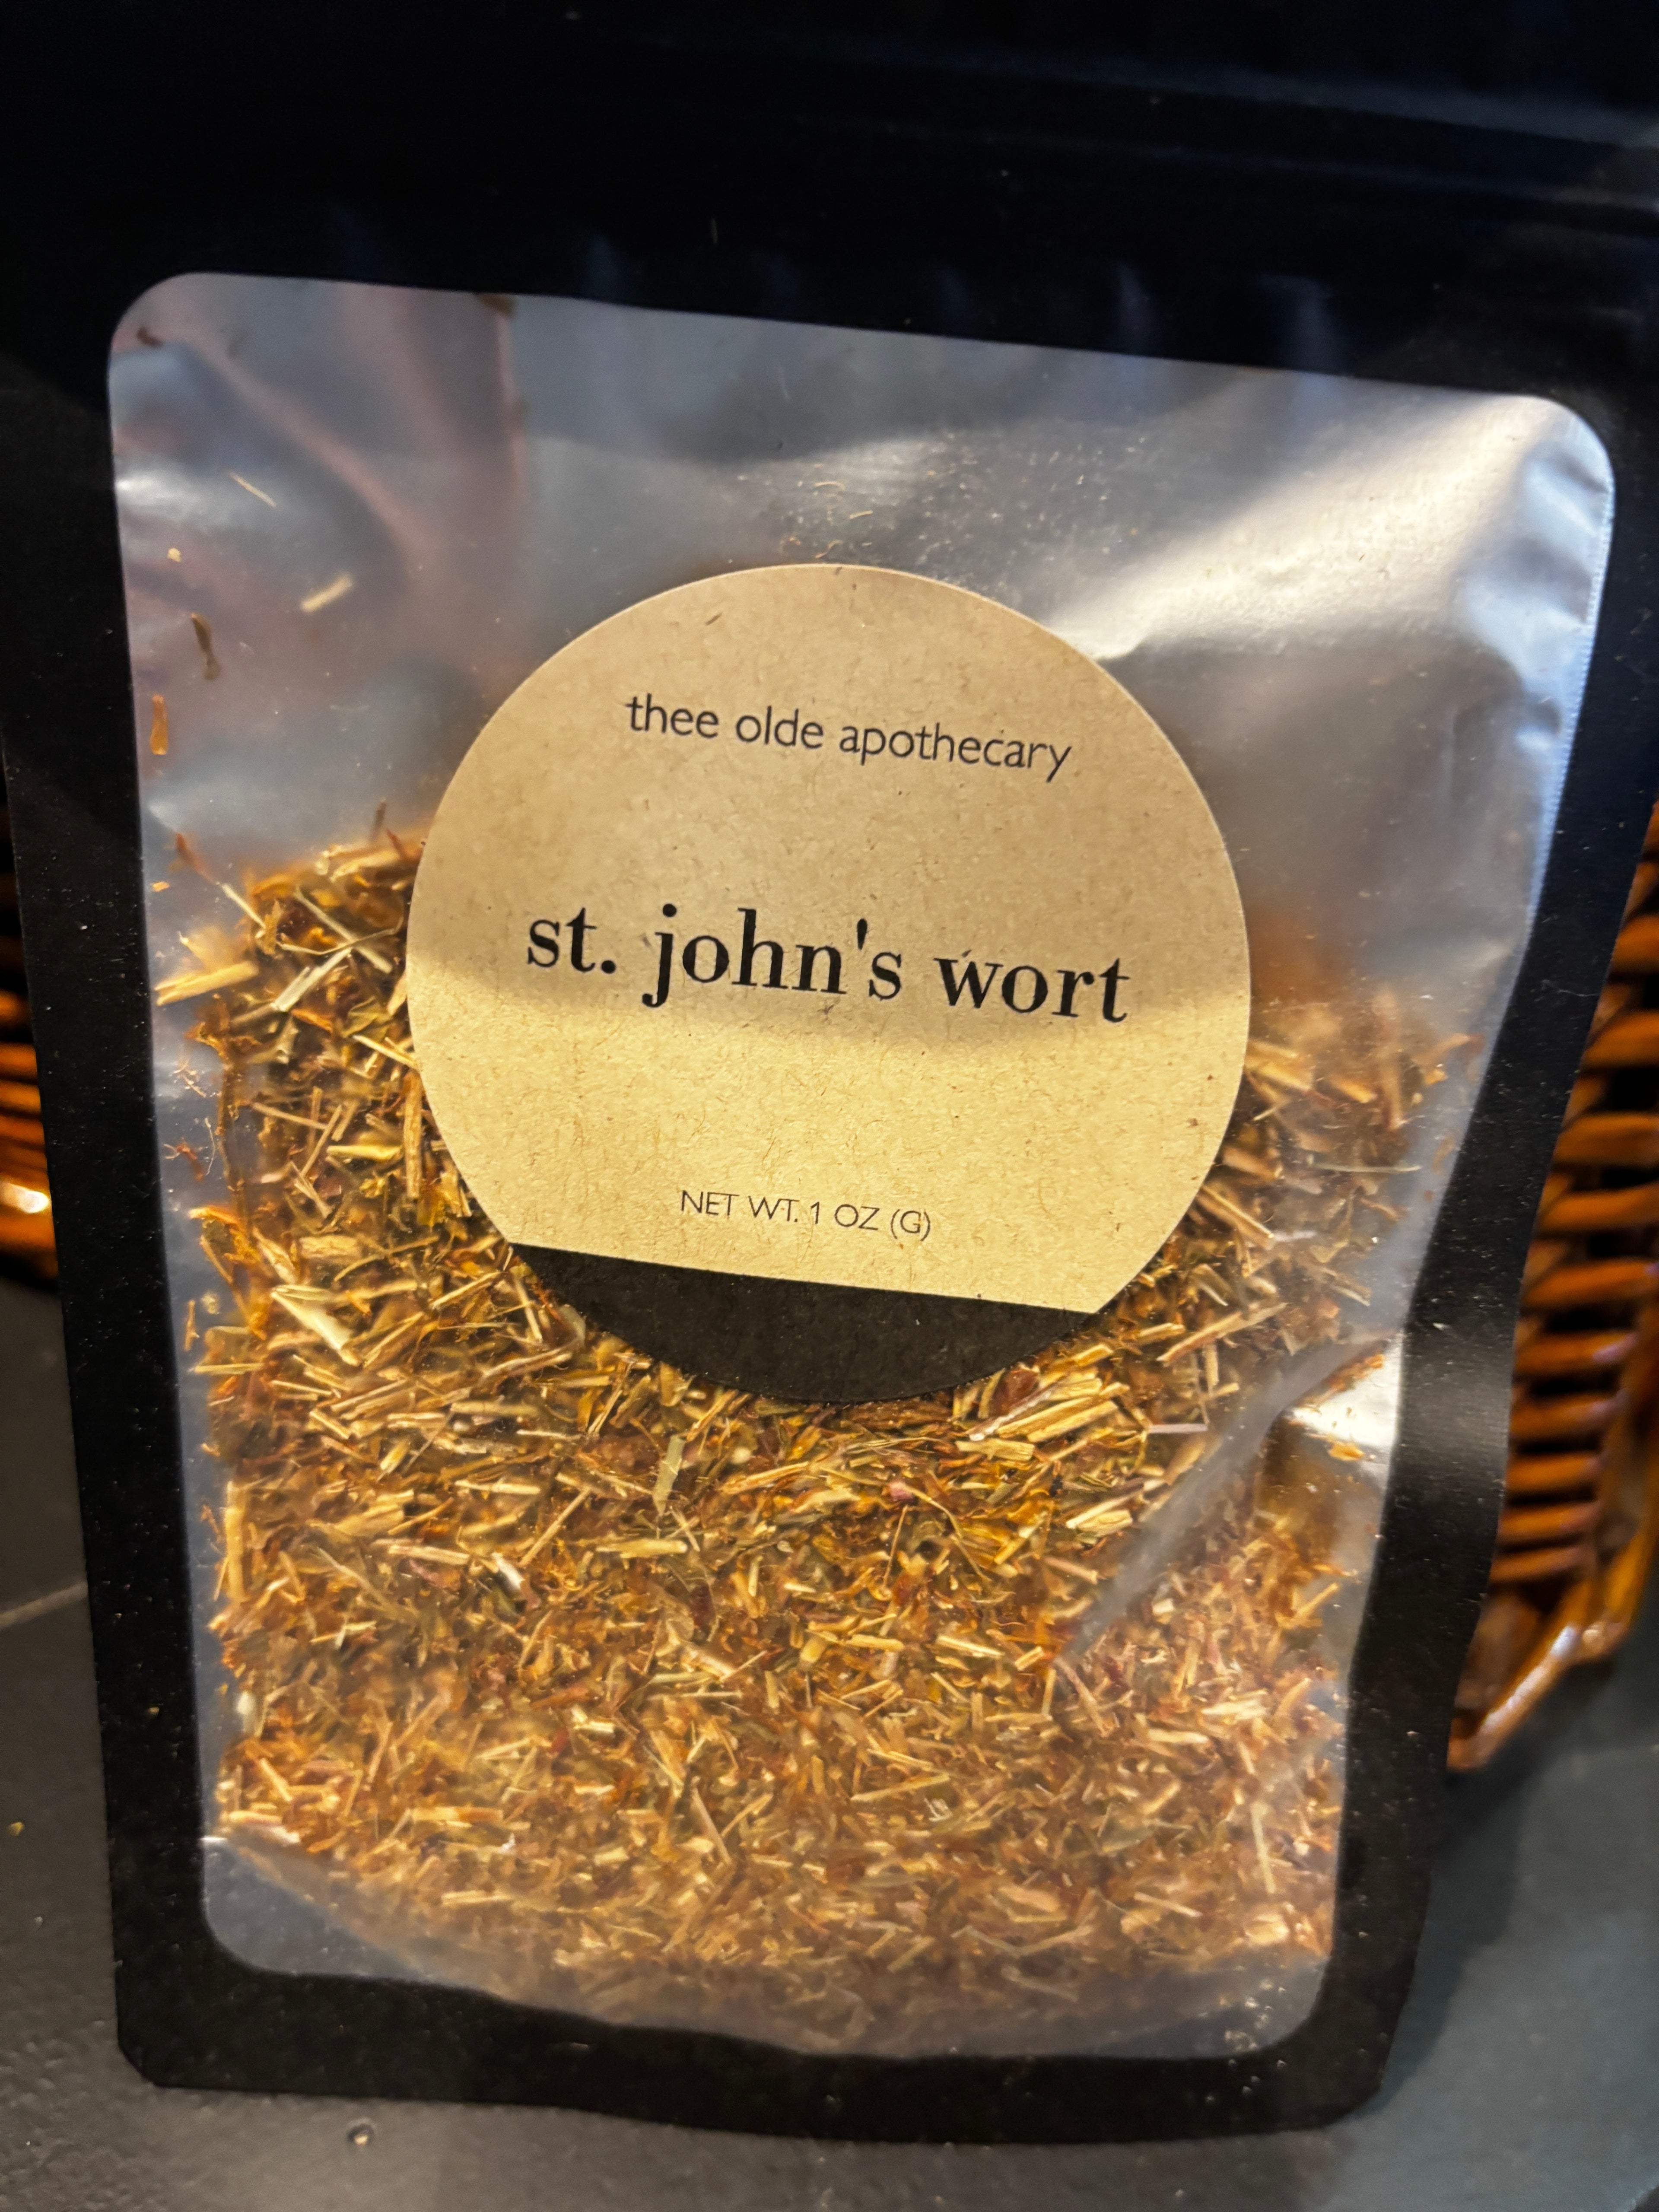 thee olde apothecary
st. john's wort
NET WT. 1 OZ (G)